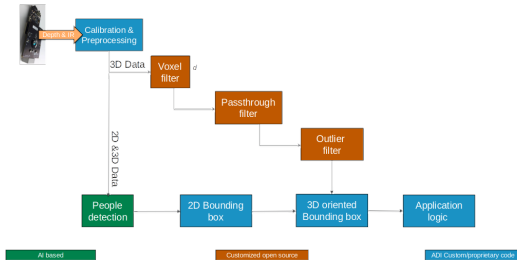 Depth & IR
Calibration &
Preprocessing
3D Data
Voxel
filter
d
Passthrough
filter
Outlier
filter
2D &3D Data
People
detection
2D Bounding
box
3D oriented
Bounding box
Application
logic
AI based
Customized open source
ADI Custom/proprietary code